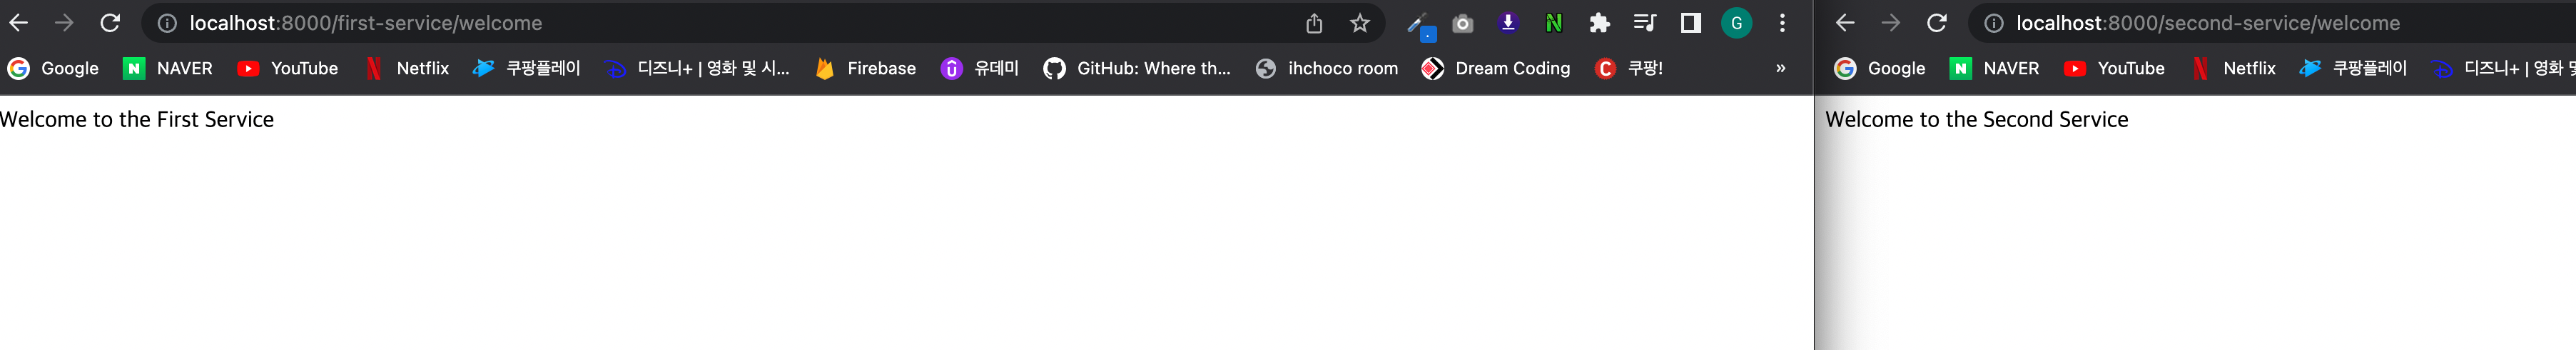 localhost:8000/first-service/welcome
G
Google NAVER YouTube Netflix 쿠팡플레이 디즈니+ | 영화 및 시... Firebase 유데미 GitHub: Where th... ihchoco room Dream Coding 쿠팡! »
Welcome to the First Service
localhost:8000/second-service/welcome
Google NAVER YouTube Netflix 쿠팡플레이 디즈니+ | 영화 및
Welcome to the Second Service